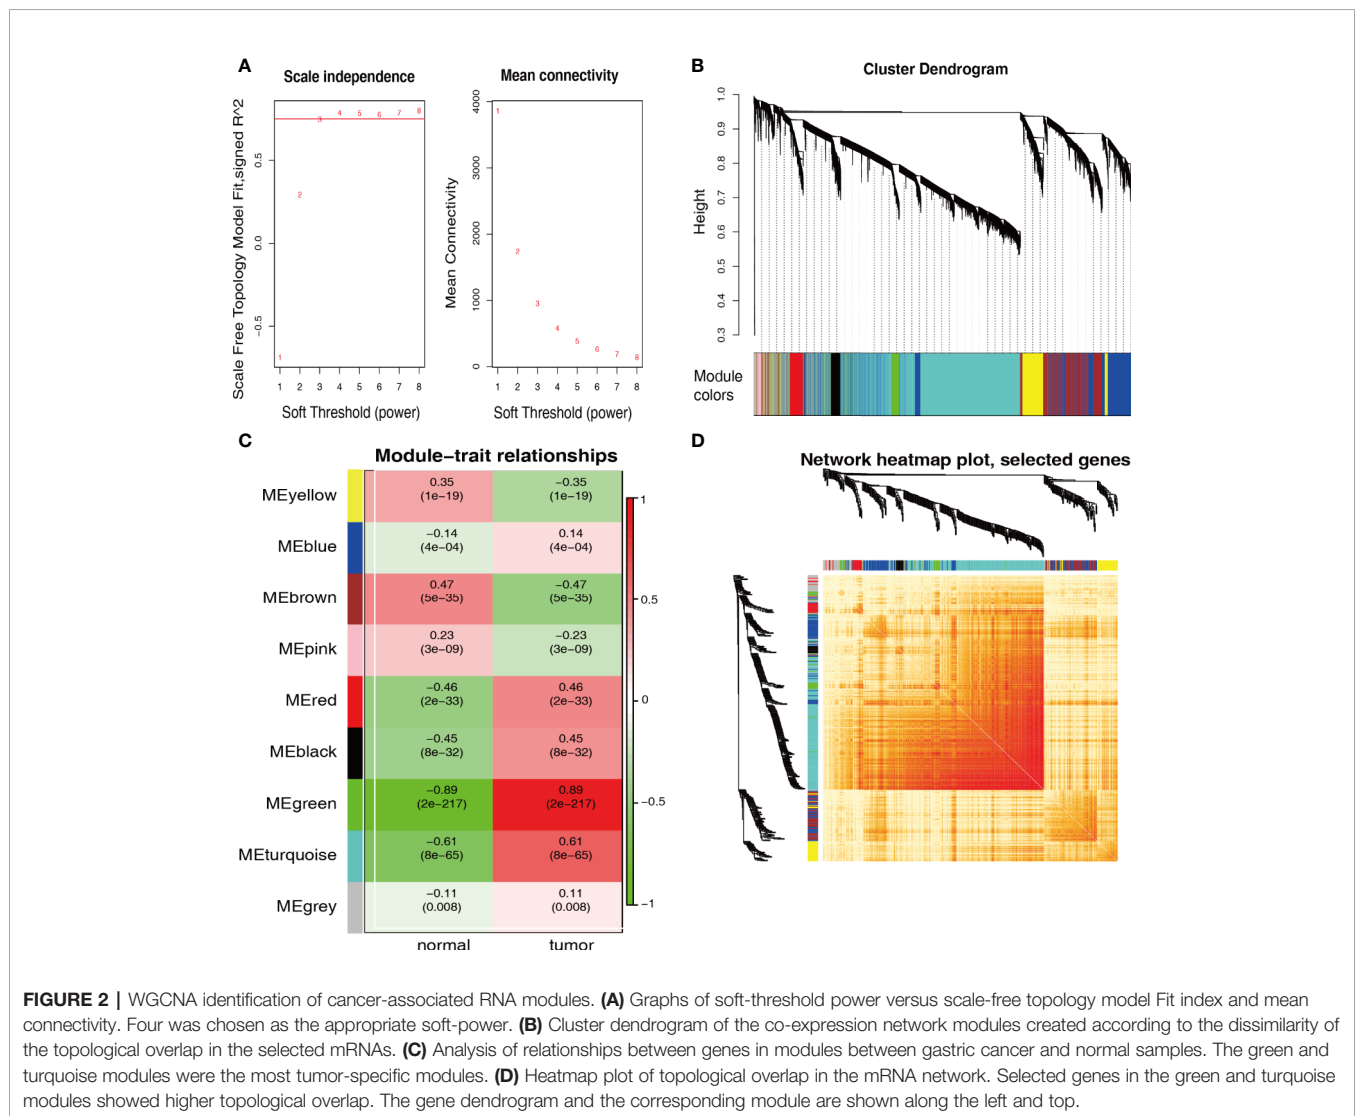 A
Scale independence
Scale Free Topology Model Fit,signed R^2
0.5
0.0
−0.5
1
2
3
4
5
6
7
8
1 2 3 4 5 6 7 8
Soft Threshold (power)
Mean connectivity
Mean Connectivity
4000
3000
2000
1000
0
1
2
3
4
5
6
7
8
1 2 3 4 5 6 7 8
Soft Threshold (power)
B
Cluster Dendrogram
Height
1.0
0.9
0.8
0.7
0.6
0.5
0.4
0.3
Module
colors
C
Module−trait relationships
MEyellow
0.35 −0.35
(1e−19) (1e−19)
MEblue
−0.14 0.14
(4e−04) (4e−04)
MEbrown
0.47 −0.47
(5e−35) (5e−35)
MEpink
0.23 −0.23
(3e−09) (3e−09)
MEred
−0.46 0.46
(2e−33) (2e−33)
MEblack
−0.45 0.45
(8e−32) (8e−32)
MEgreen
−0.89 0.89
(2e−217) (2e−217)
MEturquoise
−0.61 0.61
(8e−65) (8e−65)
MEgrey
−0.11 0.11
(0.008) (0.008)
normal tumor
1
0.5
0
−0.5
−1
D
Network heatmap plot, selected genes
FIGURE 2 | WGCNA identification of cancer-associated RNA modules. (A) Graphs of soft-threshold power versus scale-free topology model Fit index and mean
connectivity. Four was chosen as the appropriate soft-power. (B) Cluster dendrogram of the co-expression network modules created according to the dissimilarity of
the topological overlap in the selected mRNAs. (C) Analysis of relationships between genes in modules between gastric cancer and normal samples. The green and
turquoise modules were the most tumor-specific modules. (D) Heatmap plot of topological overlap in the mRNA network. Selected genes in the green and turquoise
modules showed higher topological overlap. The gene dendrogram and the corresponding module are shown along the left and top.